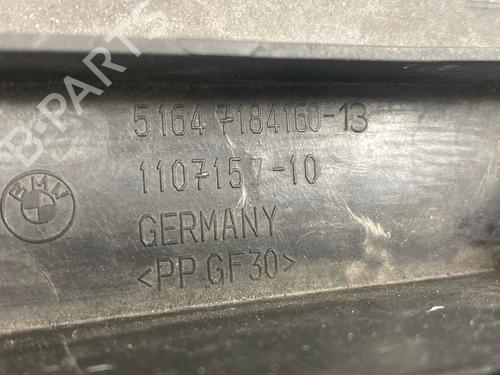 B-PARTS
5164 7184160-13
1107157-10
BMW
GERMANY
<PP GF30>